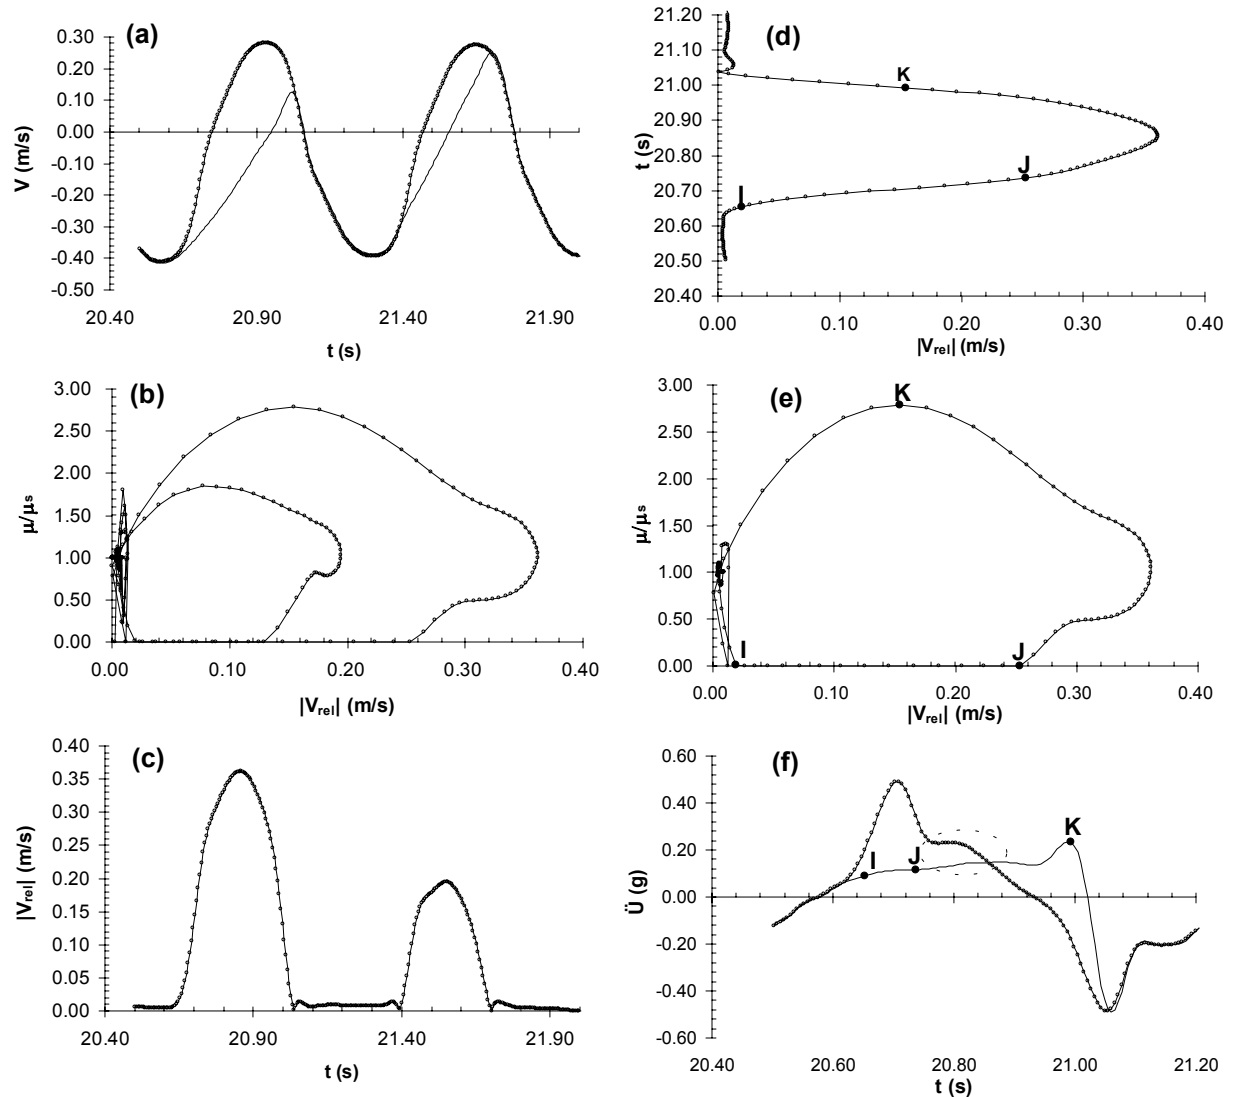 (a)
V (m/s)
0.30
0.20
0.10
0.00
-0.10
-0.20
-0.30
-0.40
-0.50
20.40
20.90
21.40
21.90
t (s)
(d)
t (s)
21.20
21.10
21.00
20.90
20.80
20.70
20.60
20.50
20.40
K
J
I
0.00
0.10
0.20
0.30
0.40
|Vrel| (m/s)
(b)
μ/μs
3.00
2.50
2.00
1.50
1.00
0.50
0.00
0.00
0.10
0.20
0.30
0.40
|Vrel| (m/s)
(e)
μ/μs
3.00
2.50
2.00
1.50
1.00
0.50
0.00
K
I
J
0.00
0.10
0.20
0.30
0.40
|Vrel| (m/s)
(c)
|Vrel| (m/s)
0.40
0.35
0.30
0.25
0.20
0.15
0.10
0.05
0.00
20.40
20.90
21.40
21.90
t (s)
(f)
Ü (g)
0.60
0.40
0.20
0.00
-0.20
-0.40
-0.60
I
J
K
20.40
20.60
20.80
21.00
21.20
t (s)